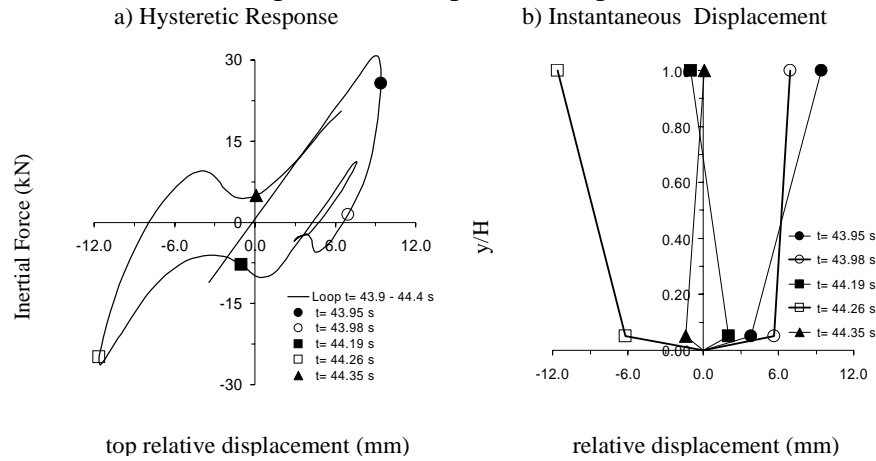 a) Hysteretic Response
30
15
0
-15
-30
-12.0 -6.0 0.0 6.0 12.0
Inertial Force (kN)
Loop t= 43.9 - 44.4 s
t= 43.95 s
t= 43.98 s
t= 44.19 s
t= 44.26 s
t= 44.35 s
top relative displacement (mm)
b) Instantaneous Displacement
1.00
0.80
0.60
0.40
0.20
0.00
-12.0 -6.0 0.0 6.0 12.0
y/H
t= 43.95 s
t= 43.98 s
t= 44.19 s
t= 44.26 s
t= 44.35 s
relative displacement (mm)